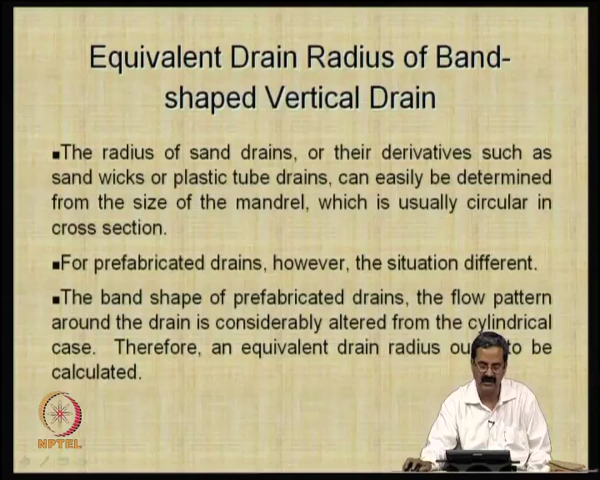 Equivalent Drain Radius of Band-
shaped Vertical Drain
▪The radius of sand drains, or their derivatives such as
sand wicks or plastic tube drains, can easily be determined
from the size of the mandrel, which is usually circular in
cross section.
▪For prefabricated drains, however, the situation different.
▪The band shape of prefabricated drains, the flow pattern
around the drain is considerably altered from the cylindrical
case. Therefore, an equivalent drain radius to be
calculated.
NPTEL